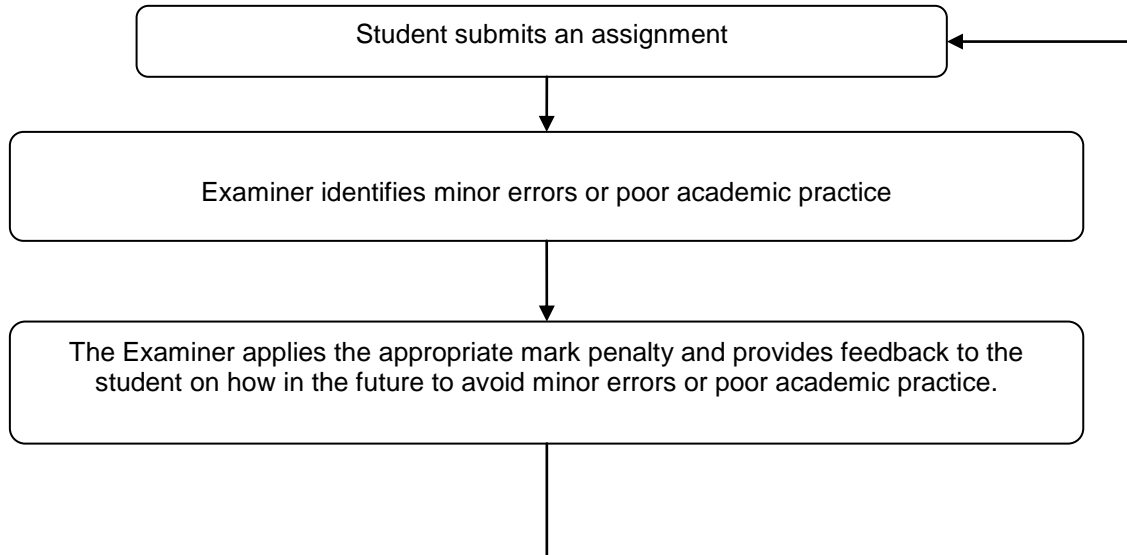 Student submits an assignment
Examiner identifies minor errors or poor academic practice
The Examiner applies the appropriate mark penalty and provides feedback to the
student on how in the future to avoid minor errors or poor academic practice.